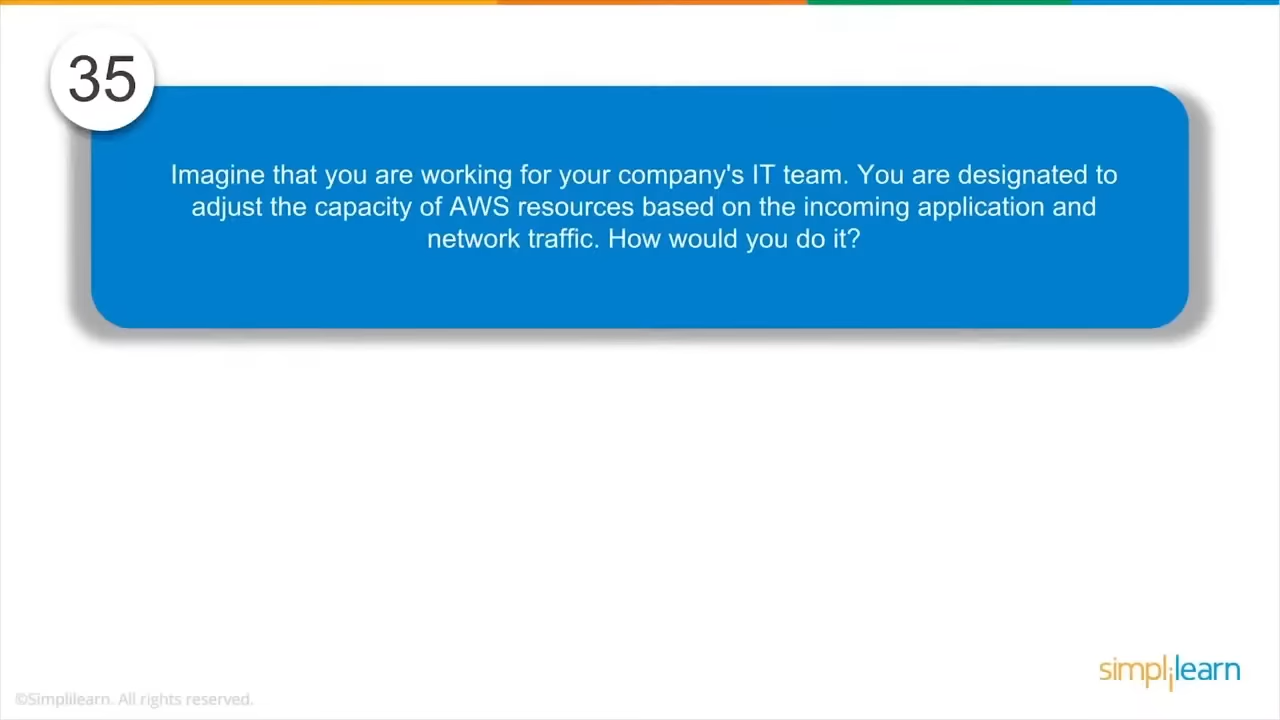 35
Imagine that you are working for your company's IT team. You are designated to
adjust the capacity of AWS resources based on the incoming application and
network traffic. How would you do it?
simplilearn
©Simplilearn. All rights reserved.